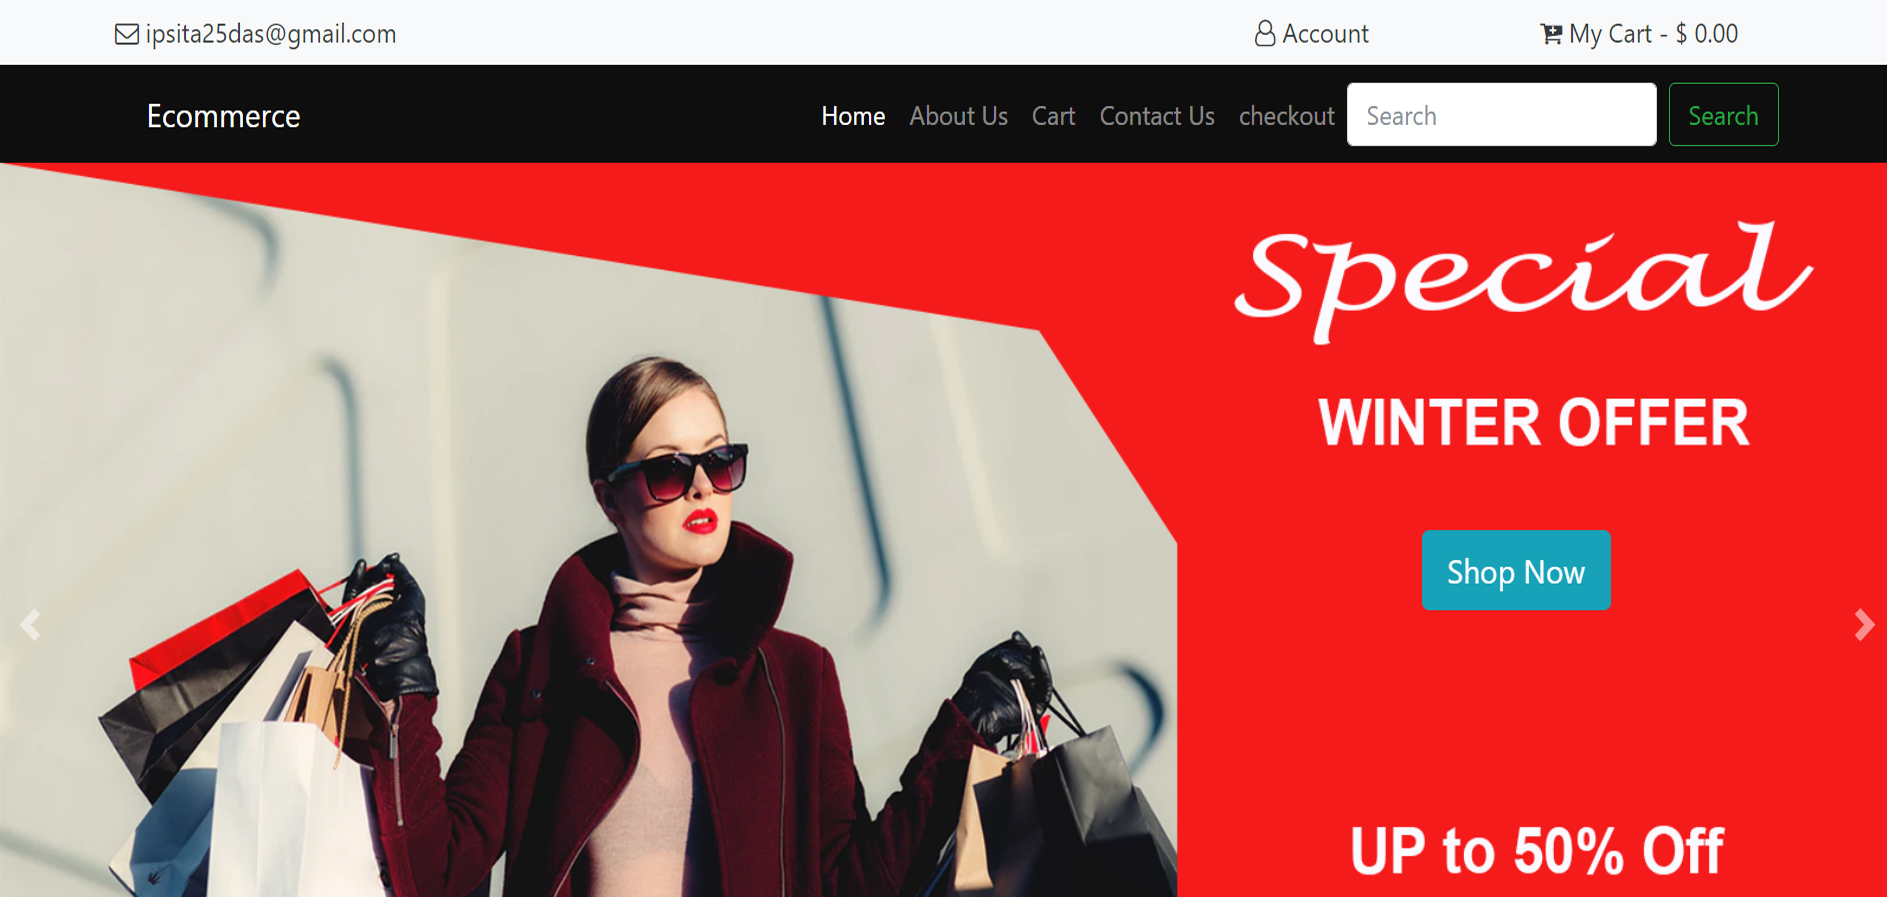 ipsita25das@gmail.com Account My Cart - $ 0.00
Ecommerce Home About Us Cart Contact Us checkout Search Search
Special
WINTER OFFER
Shop Now
UP to 50% Off